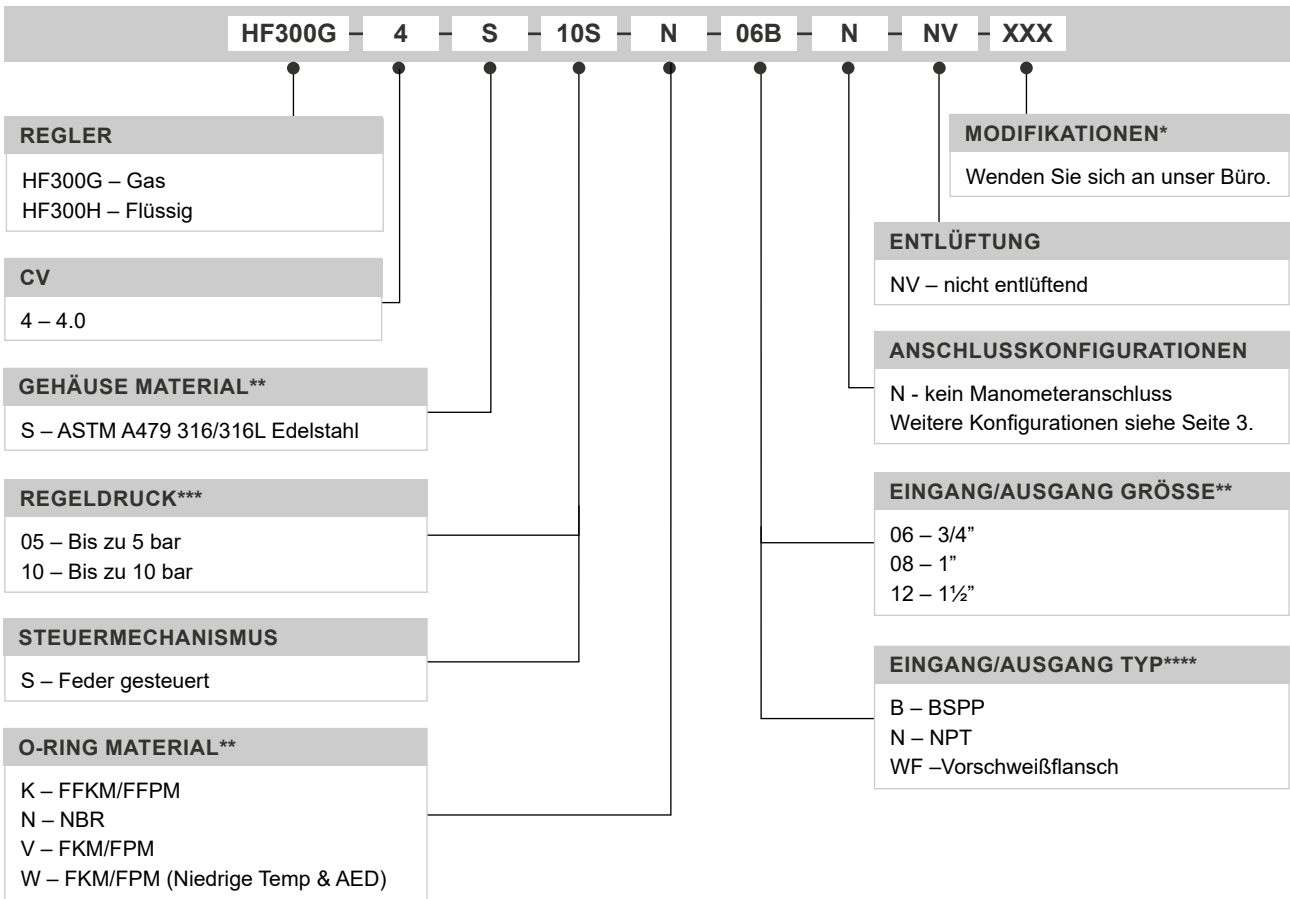 HF300G – 4 – S – 10S – N – 06B – N – NV – XXX
REGLER
HF300G – Gas
HF300H – Flüssig
CV
4 – 4.0
GEHÄUSE MATERIAL**
S – ASTM A479 316/316L Edelstahl
REGELDRUCK***
05 – Bis zu 5 bar
10 – Bis zu 10 bar
STEUERMECHANISMUS
S – Feder gesteuert
O-RING MATERIAL**
K – FFKM/FFPM
N – NBR
V – FKM/FPM
W – FKM/FPM (Niedrige Temp & AED)
MODIFIKATIONEN*
Wenden Sie sich an unser Büro.
ENTLÜFTUNG
NV – nicht entlüftend
ANSCHLUSSKONFIGURATIONEN
N - kein Manometeranschluss
Weitere Konfigurationen siehe Seite 3.
EINGANG/AUSGANG GRÖSSE**
06 – 3/4”
08 – 1”
12 – 1½”
EINGANG/AUSGANG TYP****
B – BSPP
N – NPT
WF –Vorschweißflansch